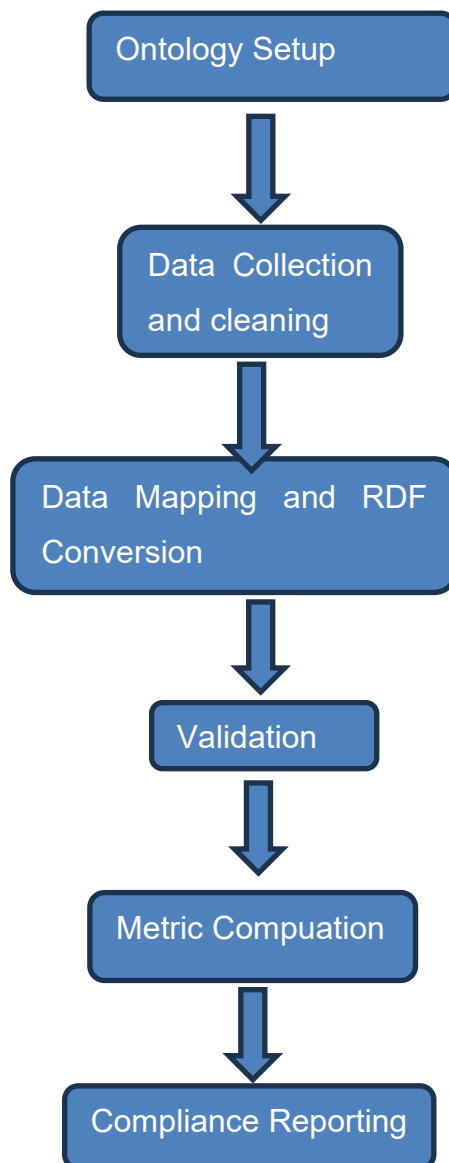 Ontology Setup
Data Collection
and cleaning
Data Mapping and RDF
Conversion
Validation
Metric Compuation
Compliance Reporting